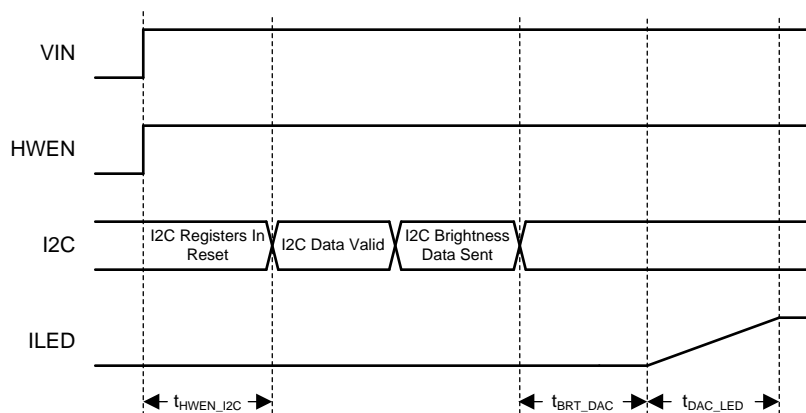 VIN
HWEN
I2C
I2C Registers In
Reset
I2C Data Valid
I2C Brightness
Data Sent
ILED
tHWEN_I2C
tBRT_DAC
tDAC_LED